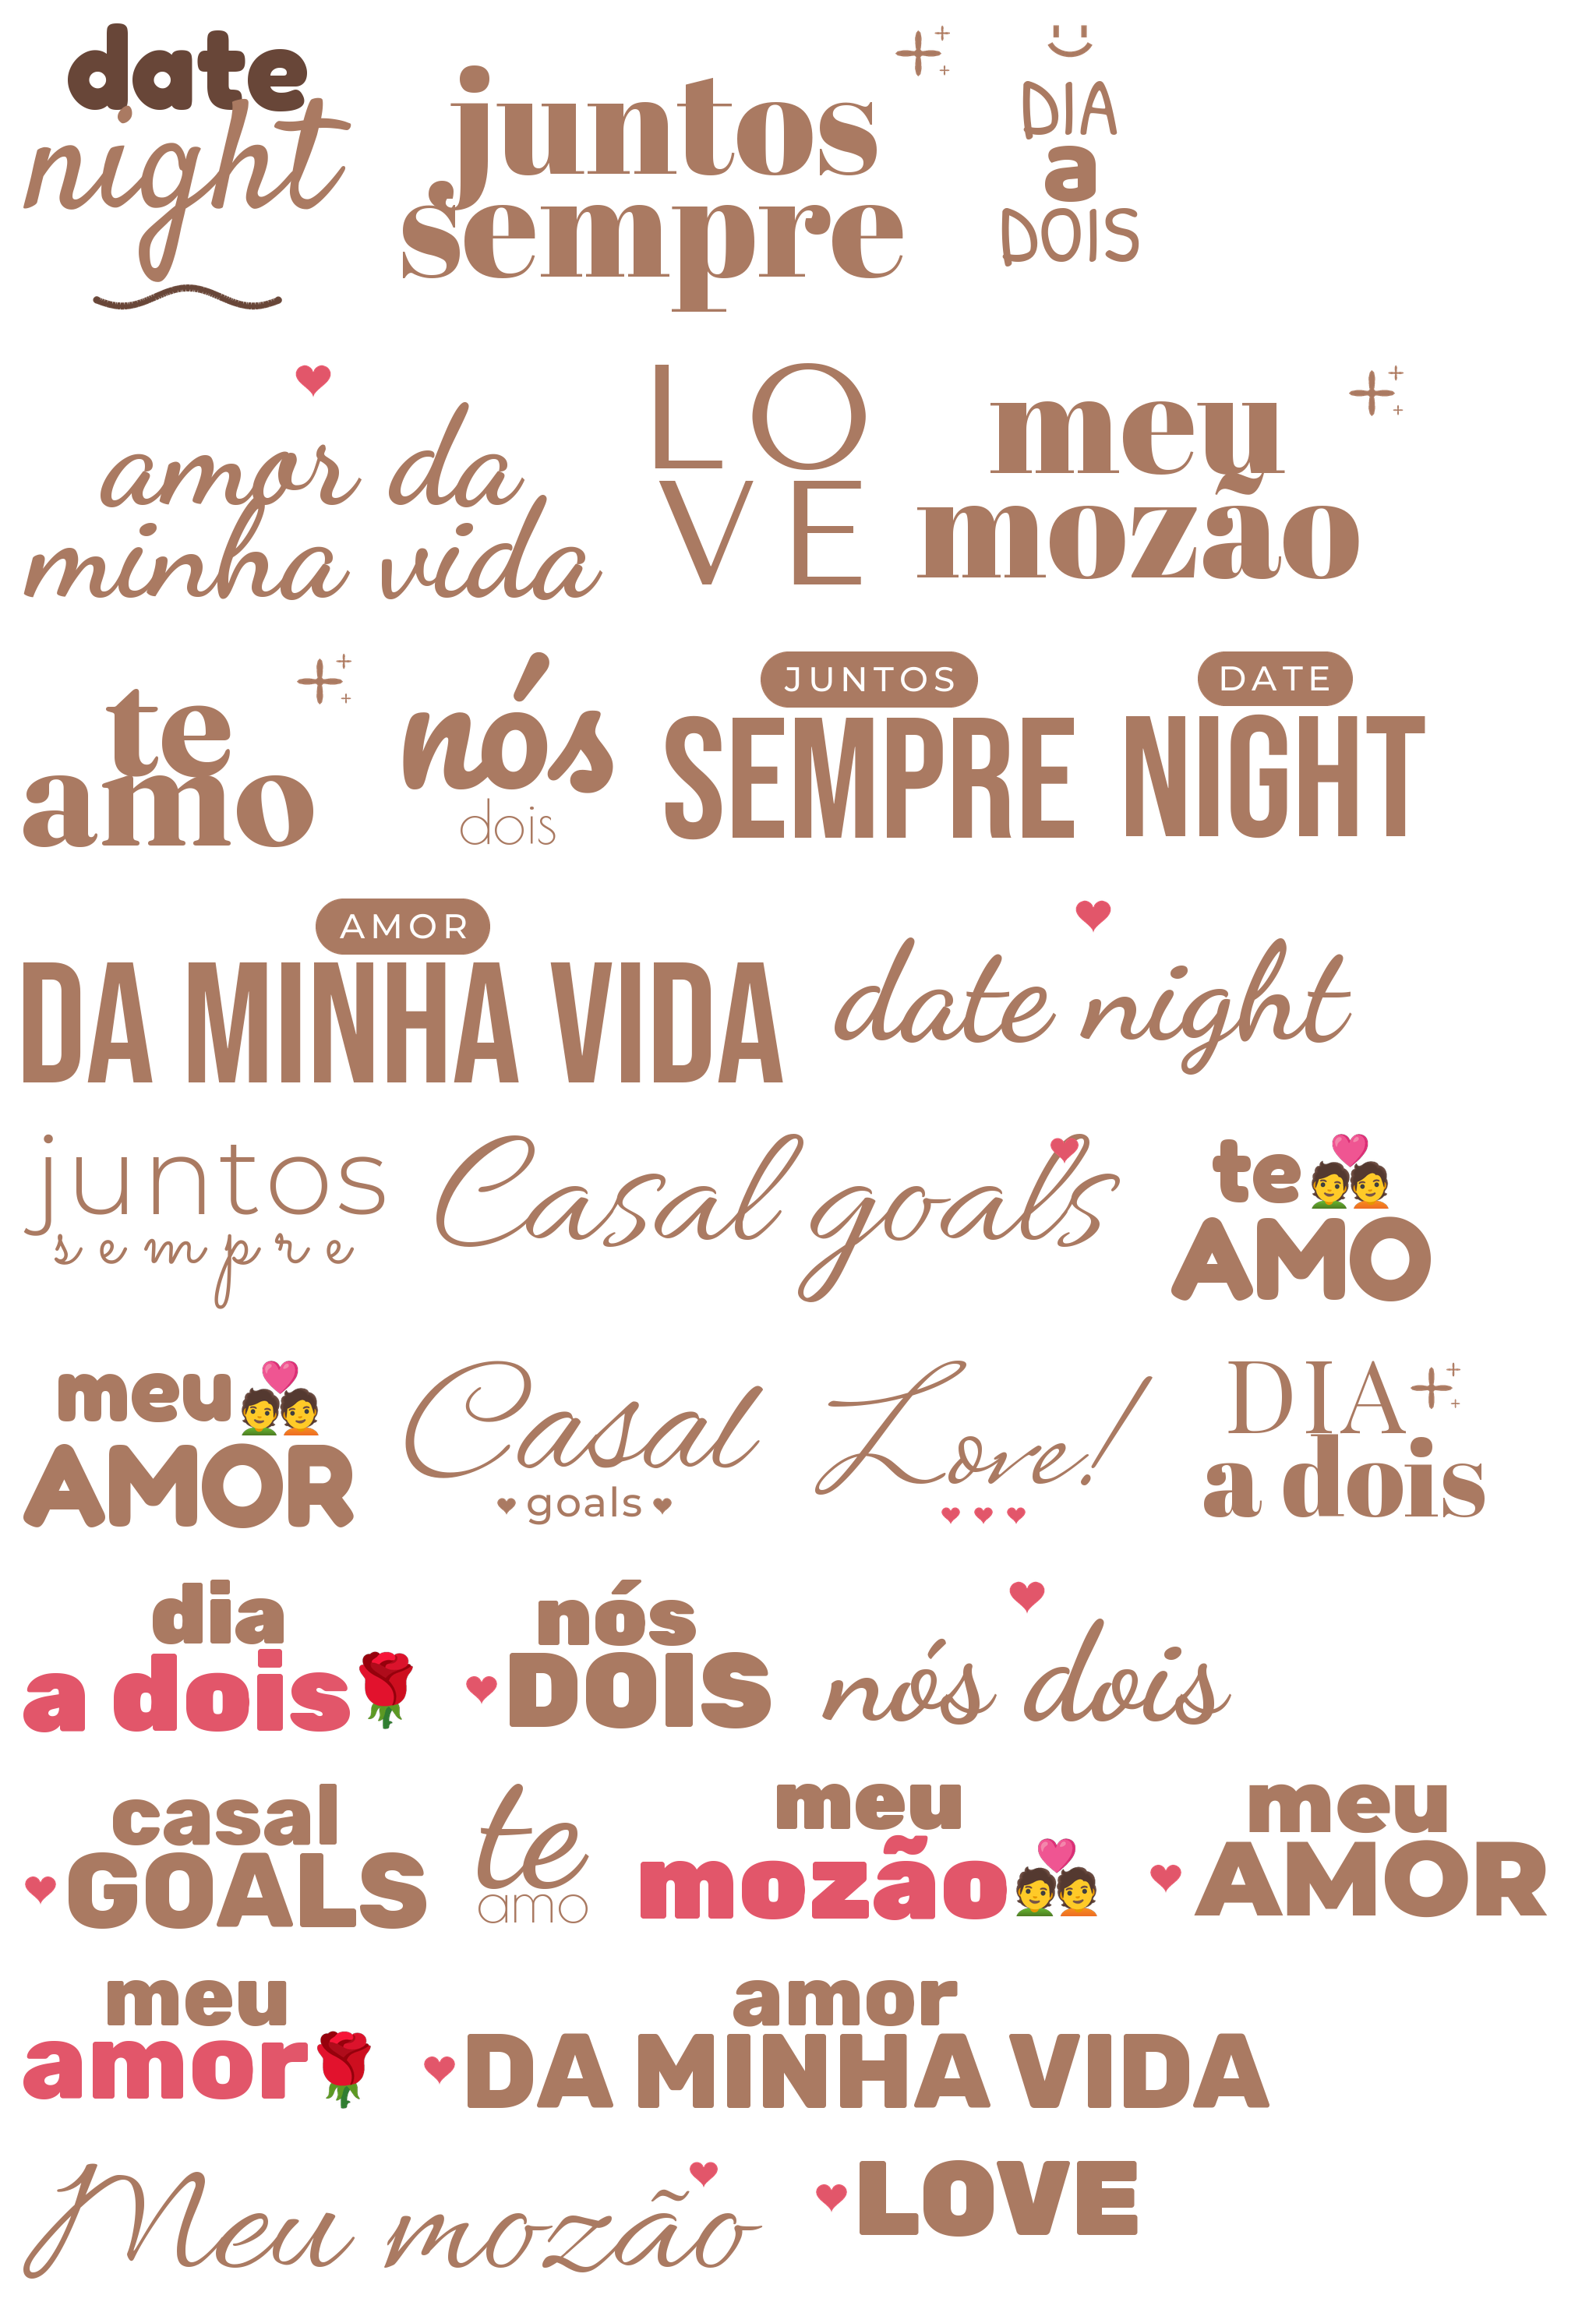 date
night
juntos
sempre
DIA
a
DOIS
amor da
minha vida
LO
VE
meu
mozão
te
amo
nós
dois
JUNTOS
SEMPRE
DATE
NIGHT
AMOR
DA MINHA VIDA
date night
juntos
sempre
Casal goals
te
AMO
meu
AMOR
Casal
goals
Love!
DIA
a dois
dia
a dois
nós
DOIS
nós dois
casal
GOALS
te
amo
meu
mozão
meu
AMOR
meu
amor
amor
DA MINHA VIDA
Meu mozão
LOVE